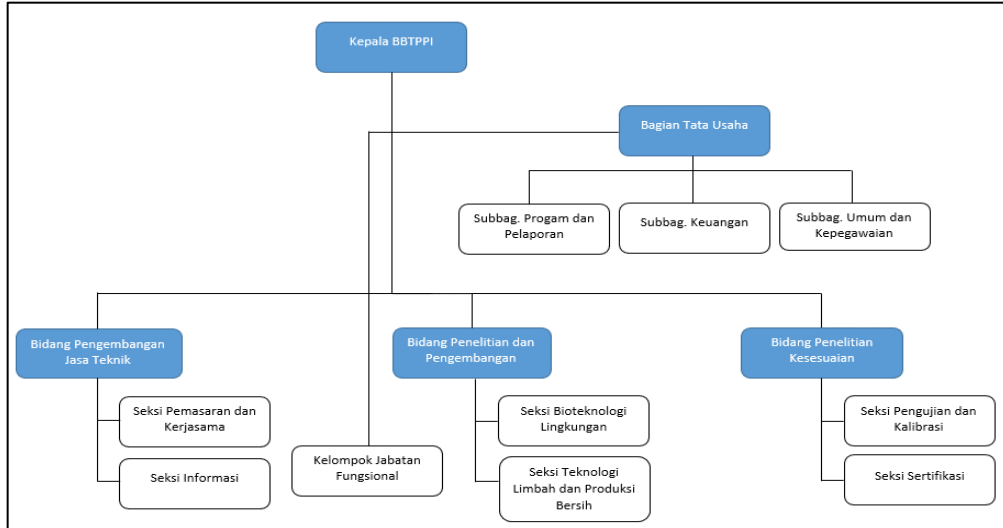 Kepala BBTPPI
Bagian Tata Usaha
Subbag. Progam dan
Pelaporan
Subbag. Keuangan
Subbag. Umum dan
Kepegawaian
Bidang Pengembangan
Jasa Teknik
Bidang Penelitian dan
Pengembangan
Bidang Penelitian
Kesesuaian
Seksi Pemasaran dan
Kerjasama
Seksi Informasi
Kelompok Jabatan
Fungsional
Seksi Bioteknologi
Lingkungan
Seksi Teknologi
Limbah dan Produksi
Bersih
Seksi Pengujian dan
Kalibrasi
Seksi Sertifikasi